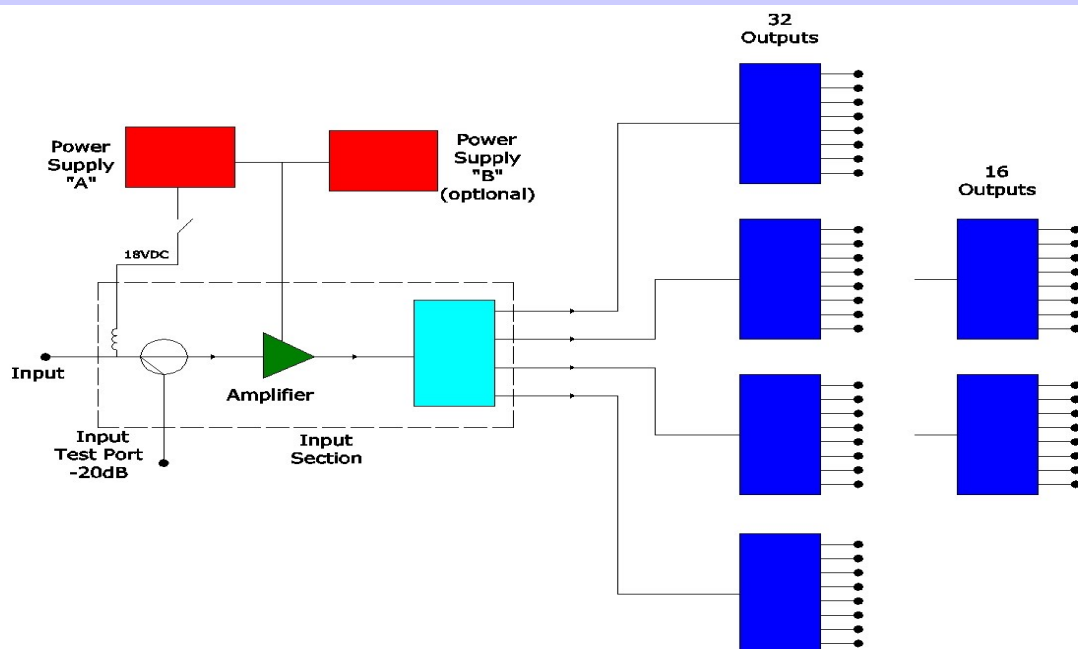 32
Outputs
Power
Supply
"A"
Power
Supply
"B"
(optional)
16
Outputs
18VDC
Input
Amplifier
Input
Test Port
-20dB
Input
Section